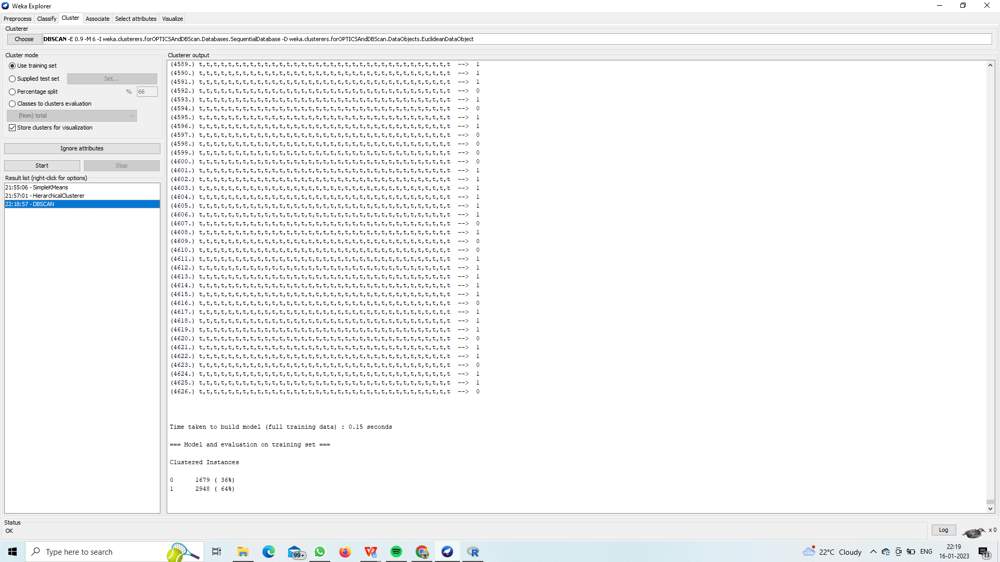 Weka Explorer
Preprocess Classify Cluster Associate Select attributes Visualize
Clusterer
Choose DBSCAN -E 0.9 -M 6 -I weka.clusterers.forOPTICSAndDBScan.Databases.SequentialDatabase -D weka.clusterers.forOPTICSAndDBScan.DataObjects.EuclideanDataObject
Cluster mode
Use training set
Supplied test set Set...
Percentage split % 66
Classes to clusters evaluation
(Nom) total
Store clusters for visualization
Ignore attributes
Start Stop
Result list (right-click for options)
21:55:06 - SimpleKMeans
21:57:01 - HierarchicalClusterer
22:18:57 - DBSCAN
Clusterer output
(4589.) t,t,t,t,t,t,t,t,t,t,t,t,t,t,t,t,t,t,t,t,t,t,t,t,t,t,t,t,t,t,t,t,t,t,t --> 1
(4590.) t,t,t,t,t,t,t,t,t,t,t,t,t,t,t,t,t,t,t,t,t,t,t,t,t,t,t,t,t,t,t,t,t,t,t --> 1
(4591.) t,t,t,t,t,t,t,t,t,t,t,t,t,t,t,t,t,t,t,t,t,t,t,t,t,t,t,t,t,t,t,t,t,t,t --> 1
(4592.) t,t,t,t,t,t,t,t,t,t,t,t,t,t,t,t,t,t,t,t,t,t,t,t,t,t,t,t,t,t,t,t,t,t,t --> 0
(4593.) t,t,t,t,t,t,t,t,t,t,t,t,t,t,t,t,t,t,t,t,t,t,t,t,t,t,t,t,t,t,t,t,t,t,t --> 1
(4594.) t,t,t,t,t,t,t,t,t,t,t,t,t,t,t,t,t,t,t,t,t,t,t,t,t,t,t,t,t,t,t,t,t,t,t --> 0
(4595.) t,t,t,t,t,t,t,t,t,t,t,t,t,t,t,t,t,t,t,t,t,t,t,t,t,t,t,t,t,t,t,t,t,t,t --> 1
(4596.) t,t,t,t,t,t,t,t,t,t,t,t,t,t,t,t,t,t,t,t,t,t,t,t,t,t,t,t,t,t,t,t,t,t,t --> 1
(4597.) t,t,t,t,t,t,t,t,t,t,t,t,t,t,t,t,t,t,t,t,t,t,t,t,t,t,t,t,t,t,t,t,t,t,t --> 0
(4598.) t,t,t,t,t,t,t,t,t,t,t,t,t,t,t,t,t,t,t,t,t,t,t,t,t,t,t,t,t,t,t,t,t,t,t --> 0
(4599.) t,t,t,t,t,t,t,t,t,t,t,t,t,t,t,t,t,t,t,t,t,t,t,t,t,t,t,t,t,t,t,t,t,t,t --> 0
(4600.) t,t,t,t,t,t,t,t,t,t,t,t,t,t,t,t,t,t,t,t,t,t,t,t,t,t,t,t,t,t,t,t,t,t,t --> 0
(4601.) t,t,t,t,t,t,t,t,t,t,t,t,t,t,t,t,t,t,t,t,t,t,t,t,t,t,t,t,t,t,t,t,t,t,t --> 1
(4602.) t,t,t,t,t,t,t,t,t,t,t,t,t,t,t,t,t,t,t,t,t,t,t,t,t,t,t,t,t,t,t,t,t,t,t --> 1
(4603.) t,t,t,t,t,t,t,t,t,t,t,t,t,t,t,t,t,t,t,t,t,t,t,t,t,t,t,t,t,t,t,t,t,t,t --> 1
(4604.) t,t,t,t,t,t,t,t,t,t,t,t,t,t,t,t,t,t,t,t,t,t,t,t,t,t,t,t,t,t,t,t,t,t,t --> 1
(4605.) t,t,t,t,t,t,t,t,t,t,t,t,t,t,t,t,t,t,t,t,t,t,t,t,t,t,t,t,t,t,t,t,t,t,t --> 1
(4606.) t,t,t,t,t,t,t,t,t,t,t,t,t,t,t,t,t,t,t,t,t,t,t,t,t,t,t,t,t,t,t,t,t,t,t --> 1
(4607.) t,t,t,t,t,t,t,t,t,t,t,t,t,t,t,t,t,t,t,t,t,t,t,t,t,t,t,t,t,t,t,t,t,t,t --> 0
(4608.) t,t,t,t,t,t,t,t,t,t,t,t,t,t,t,t,t,t,t,t,t,t,t,t,t,t,t,t,t,t,t,t,t,t,t --> 1
(4609.) t,t,t,t,t,t,t,t,t,t,t,t,t,t,t,t,t,t,t,t,t,t,t,t,t,t,t,t,t,t,t,t,t,t,t --> 0
(4610.) t,t,t,t,t,t,t,t,t,t,t,t,t,t,t,t,t,t,t,t,t,t,t,t,t,t,t,t,t,t,t,t,t,t,t --> 0
(4611.) t,t,t,t,t,t,t,t,t,t,t,t,t,t,t,t,t,t,t,t,t,t,t,t,t,t,t,t,t,t,t,t,t,t,t --> 1
(4612.) t,t,t,t,t,t,t,t,t,t,t,t,t,t,t,t,t,t,t,t,t,t,t,t,t,t,t,t,t,t,t,t,t,t,t --> 1
(4613.) t,t,t,t,t,t,t,t,t,t,t,t,t,t,t,t,t,t,t,t,t,t,t,t,t,t,t,t,t,t,t,t,t,t,t --> 1
(4614.) t,t,t,t,t,t,t,t,t,t,t,t,t,t,t,t,t,t,t,t,t,t,t,t,t,t,t,t,t,t,t,t,t,t,t --> 1
(4615.) t,t,t,t,t,t,t,t,t,t,t,t,t,t,t,t,t,t,t,t,t,t,t,t,t,t,t,t,t,t,t,t,t,t,t --> 1
(4616.) t,t,t,t,t,t,t,t,t,t,t,t,t,t,t,t,t,t,t,t,t,t,t,t,t,t,t,t,t,t,t,t,t,t,t --> 0
(4617.) t,t,t,t,t,t,t,t,t,t,t,t,t,t,t,t,t,t,t,t,t,t,t,t,t,t,t,t,t,t,t,t,t,t,t --> 1
(4618.) t,t,t,t,t,t,t,t,t,t,t,t,t,t,t,t,t,t,t,t,t,t,t,t,t,t,t,t,t,t,t,t,t,t,t --> 1
(4619.) t,t,t,t,t,t,t,t,t,t,t,t,t,t,t,t,t,t,t,t,t,t,t,t,t,t,t,t,t,t,t,t,t,t,t --> 1
(4620.) t,t,t,t,t,t,t,t,t,t,t,t,t,t,t,t,t,t,t,t,t,t,t,t,t,t,t,t,t,t,t,t,t,t,t --> 0
(4621.) t,t,t,t,t,t,t,t,t,t,t,t,t,t,t,t,t,t,t,t,t,t,t,t,t,t,t,t,t,t,t,t,t,t,t --> 1
(4622.) t,t,t,t,t,t,t,t,t,t,t,t,t,t,t,t,t,t,t,t,t,t,t,t,t,t,t,t,t,t,t,t,t,t,t --> 1
(4623.) t,t,t,t,t,t,t,t,t,t,t,t,t,t,t,t,t,t,t,t,t,t,t,t,t,t,t,t,t,t,t,t,t,t,t --> 0
(4624.) t,t,t,t,t,t,t,t,t,t,t,t,t,t,t,t,t,t,t,t,t,t,t,t,t,t,t,t,t,t,t,t,t,t,t --> 1
(4625.) t,t,t,t,t,t,t,t,t,t,t,t,t,t,t,t,t,t,t,t,t,t,t,t,t,t,t,t,t,t,t,t,t,t,t --> 1
(4626.) t,t,t,t,t,t,t,t,t,t,t,t,t,t,t,t,t,t,t,t,t,t,t,t,t,t,t,t,t,t,t,t,t,t,t --> 0
Time taken to build model (full training data) : 0.15 seconds
=== Model and evaluation on training set ===
Clustered Instances
0 1679 ( 36%)
1 2948 ( 64%)
Status
OK
Log x 0
Type here to search
99+
22°C Cloudy
ENG
22:19
16-01-2023
13